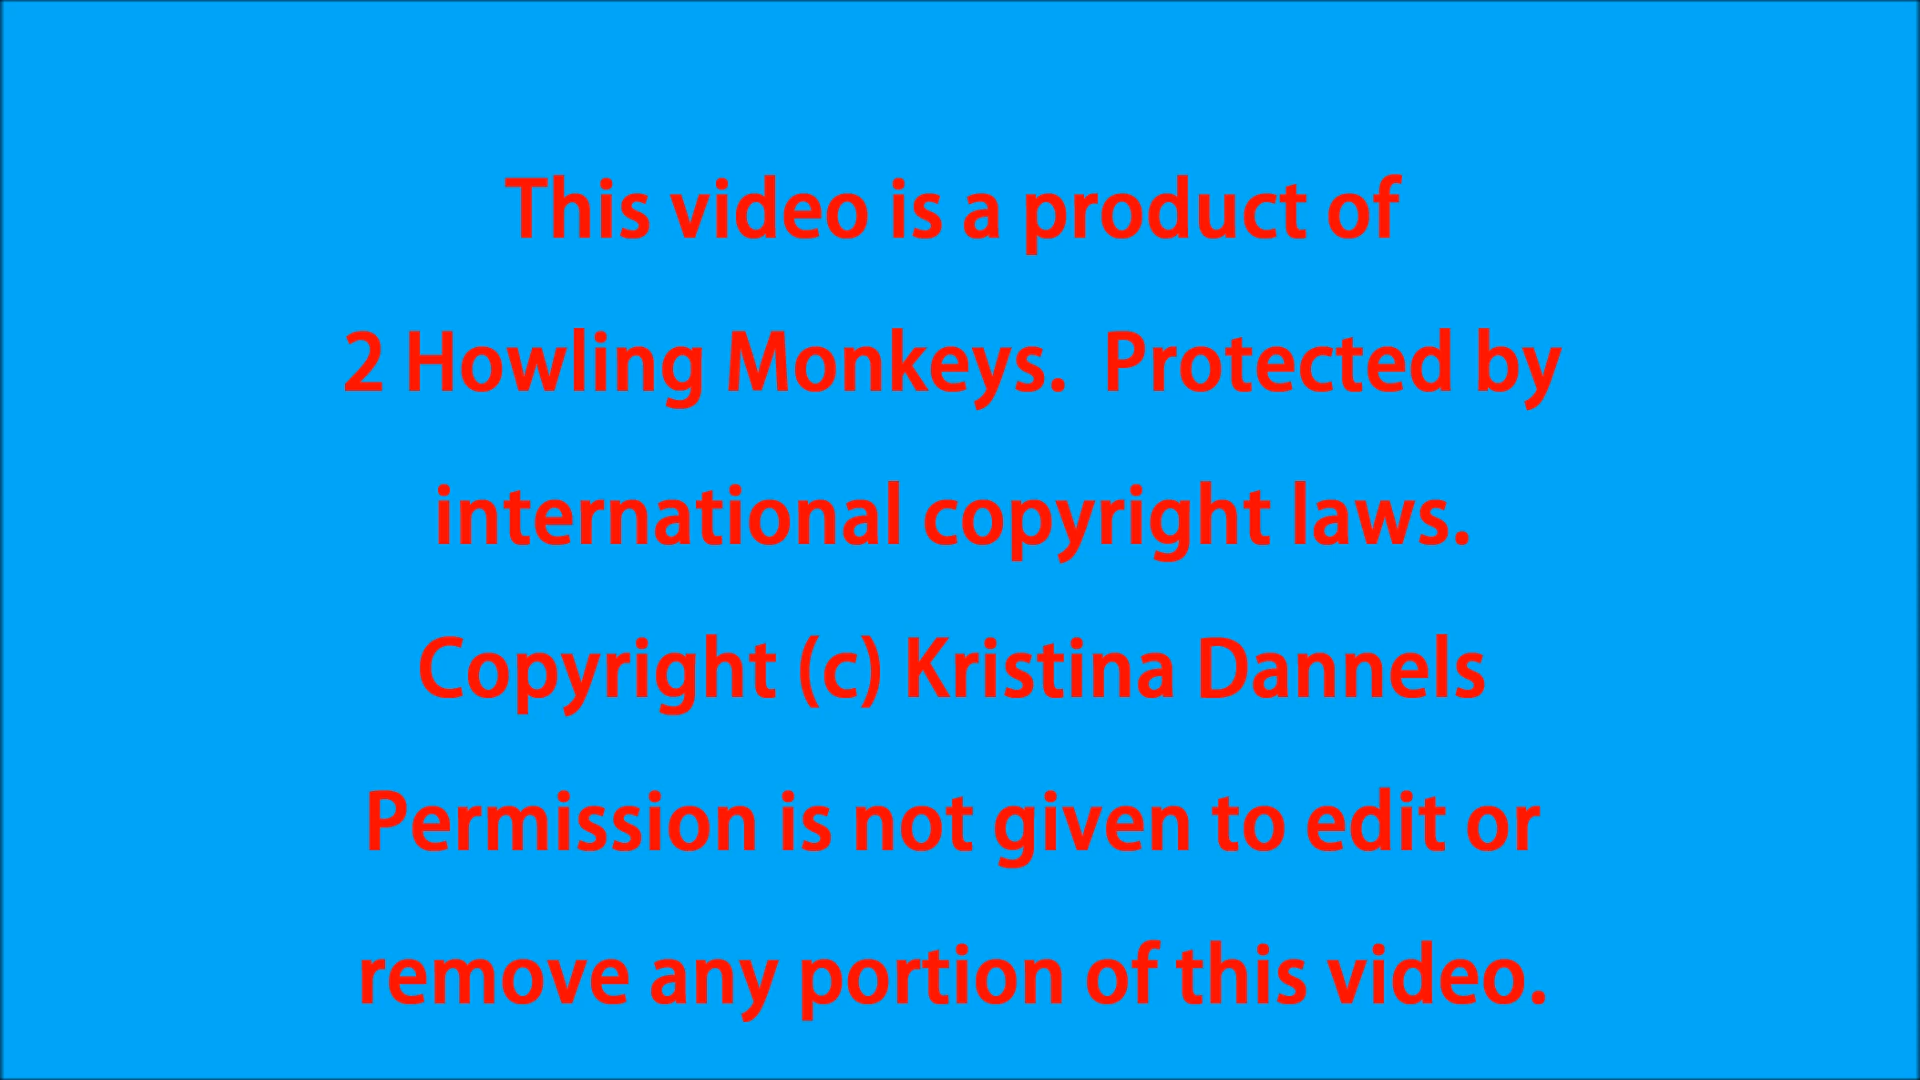 This video is a product of
2 Howling Monkeys.  Protected by
international copyright laws.
Copyright (c) Kristina Dannels
Permission is not given to edit or
remove any portion of this video.